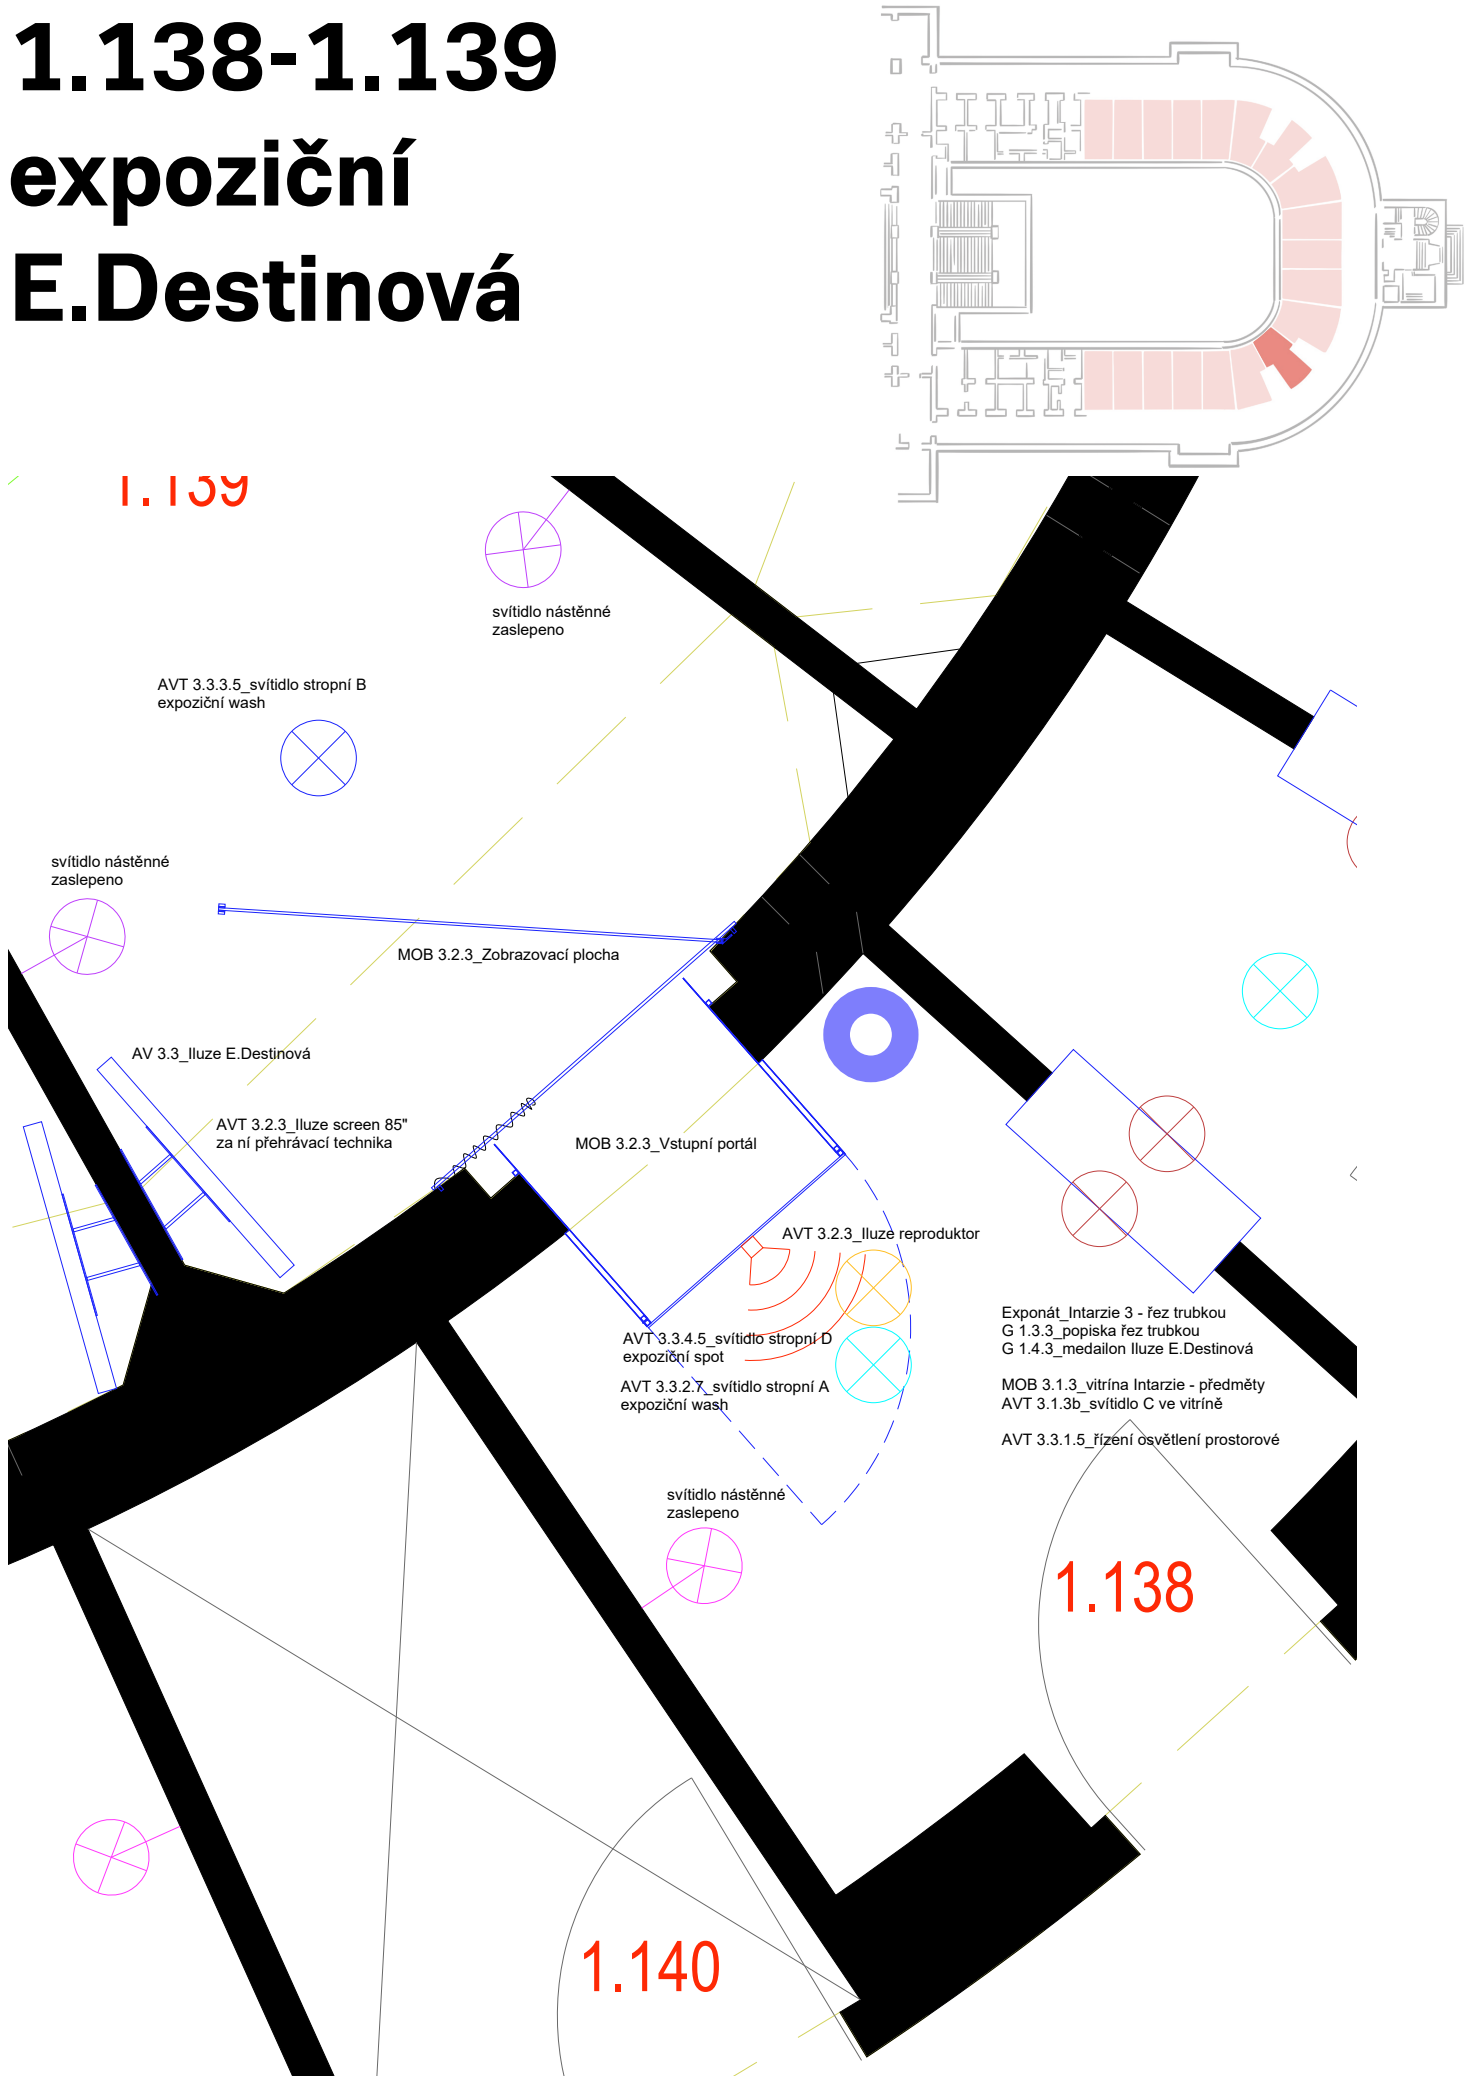 1.138-1.139
expoziční
E.Destinová
1.139
svítidlo nástěnné
zaslepeno
AVT 3.3.3.5_svítidlo stropní B
expoziční wash
svítidlo nástěnné
zaslepeno
MOB 3.2.3_Zobrazovací plocha
AV 3.3_Iluze E.Destinová
AVT 3.2.3_Iluze screen 85"
za ní přehrávací technika
MOB 3.2.3_Vstupní portál
AVT 3.2.3_Iluze reproduktor
AVT 3.3.4.5_svítidlo stropní D
expoziční spot
AVT 3.3.2.7_svítidlo stropní A
expoziční wash
Exponát_Intarzie 3 - řez trubkou
G 1.3.3_popiska řez trubkou
G 1.4.3_medailon Iluze E.Destinová
MOB 3.1.3_vitrína Intarzie - předměty
AVT 3.1.3b_svítidlo C ve vitríně
AVT 3.3.1.5_řízení osvětlení prostorové
svítidlo nástěnné
zaslepeno
1.138
1.140